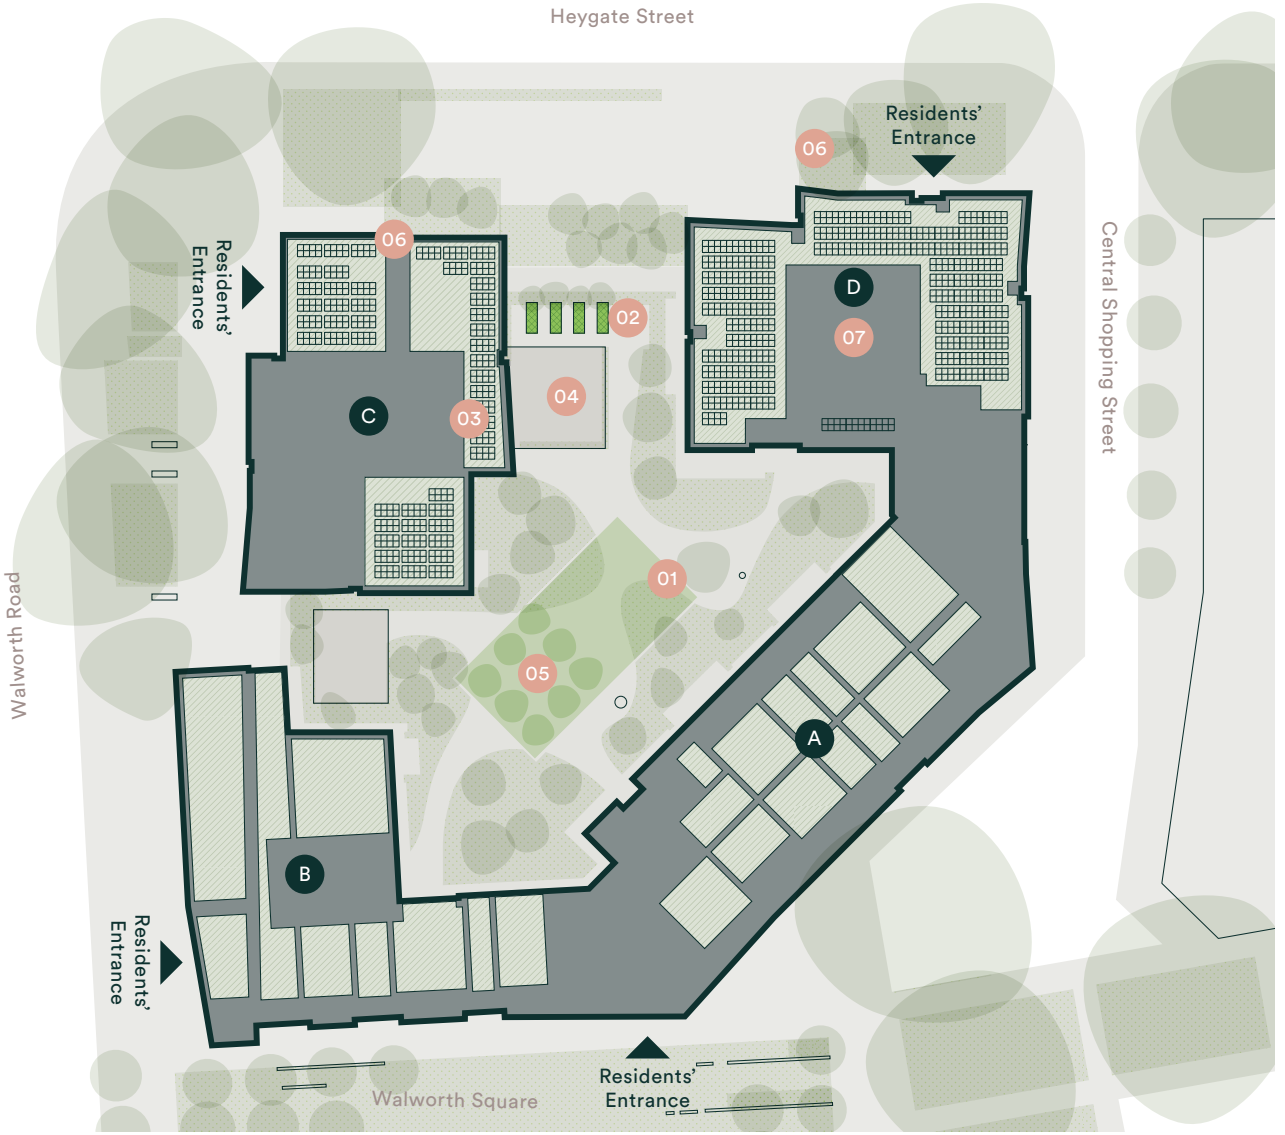 Heygate Street
Residents'
Entrance
06
06
Residents'
Entrance
Central Shopping Street
D
02
07
04
C
03
01
Walworth Road
05
A
B
Residents'
Entrance
Residents'
Entrance
Walworth Square